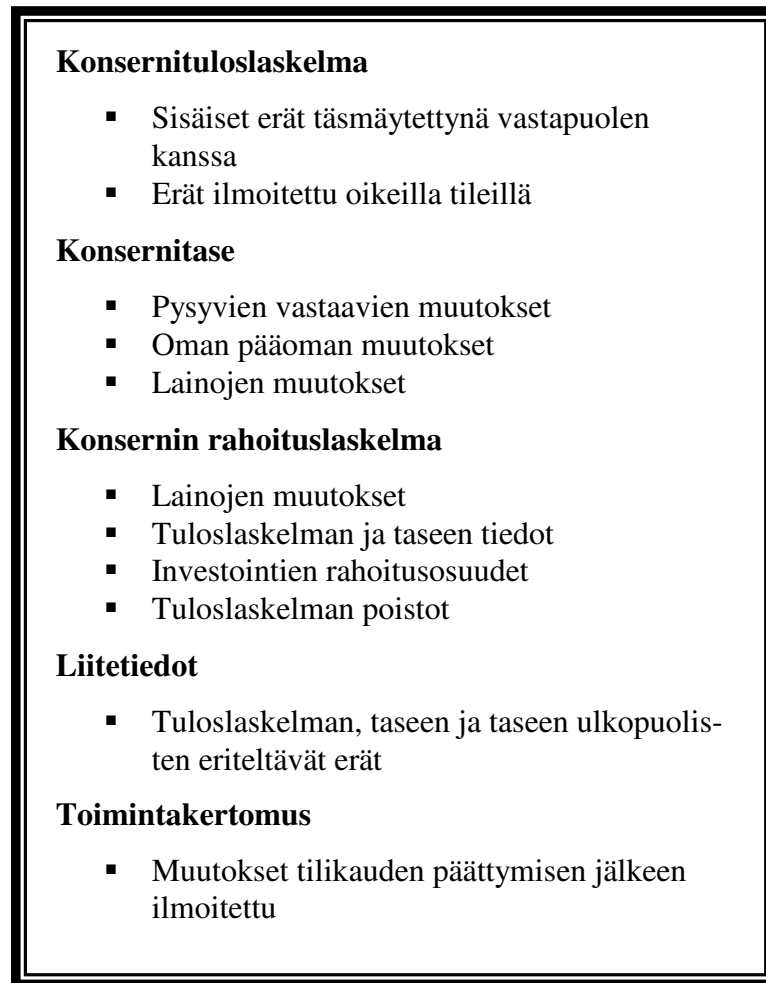 Konsernituloslaskelma
▪ Sisäiset erät täsmäytettynä vastapuolen
kanssa
▪ Erät ilmoitettu oikeilla tileillä
Konsernitase
▪ Pysyvien vastaavien muutokset
▪ Oman pääoman muutokset
▪ Lainojen muutokset
Konsernin rahoituslaskelma
▪ Lainojen muutokset
▪ Tuloslaskelman ja taseen tiedot
▪ Investointien rahoitusosuudet
▪ Tuloslaskelman poistot
Liitetiedot
▪ Tuloslaskelman, taseen ja taseen ulkopuolis-
ten eriteltävät erät
Toimintakertomus
▪ Muutokset tilikauden päättymisen jälkeen
ilmoitettu